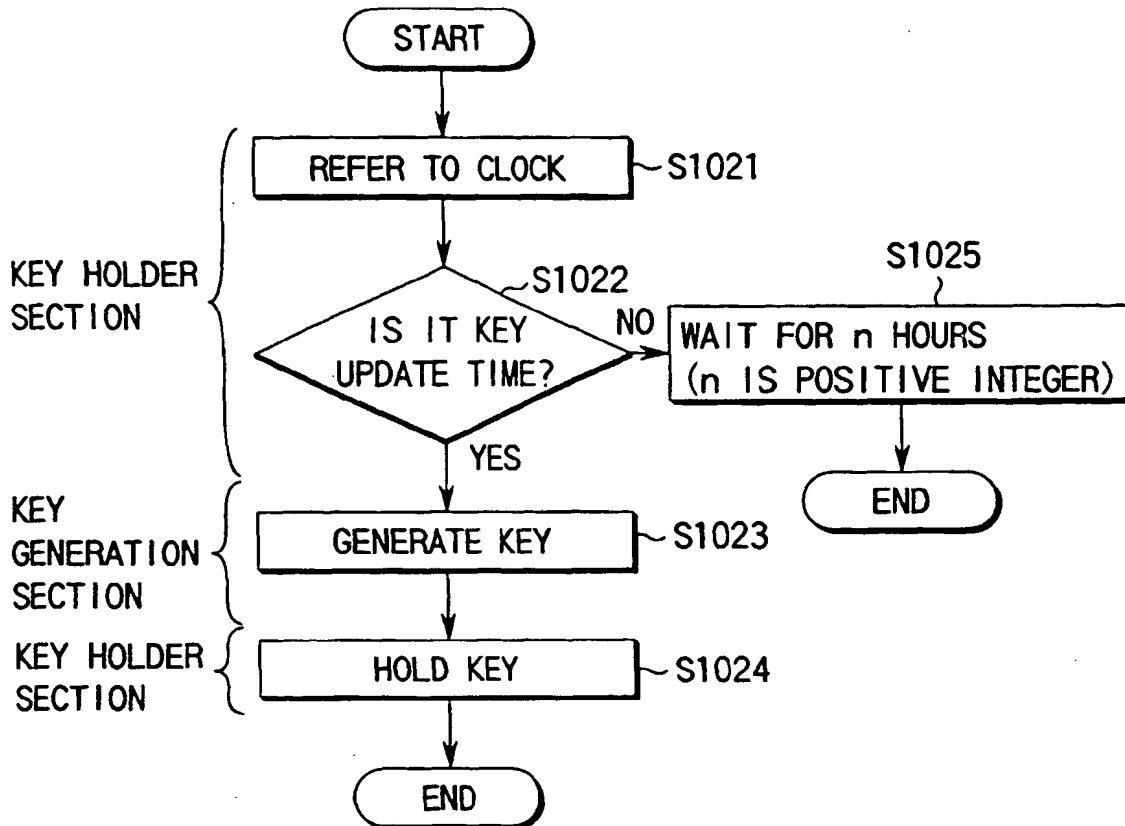 START
REFER TO CLOCK
S1021
KEY HOLDER
SECTION
S1022
IS IT KEY
UPDATE TIME?
NO
S1025
WAIT FOR n HOURS
(n IS POSITIVE INTEGER)
END
YES
KEY
GENERATION
SECTION
GENERATE KEY
S1023
KEY HOLDER
SECTION
HOLD KEY
S1024
END